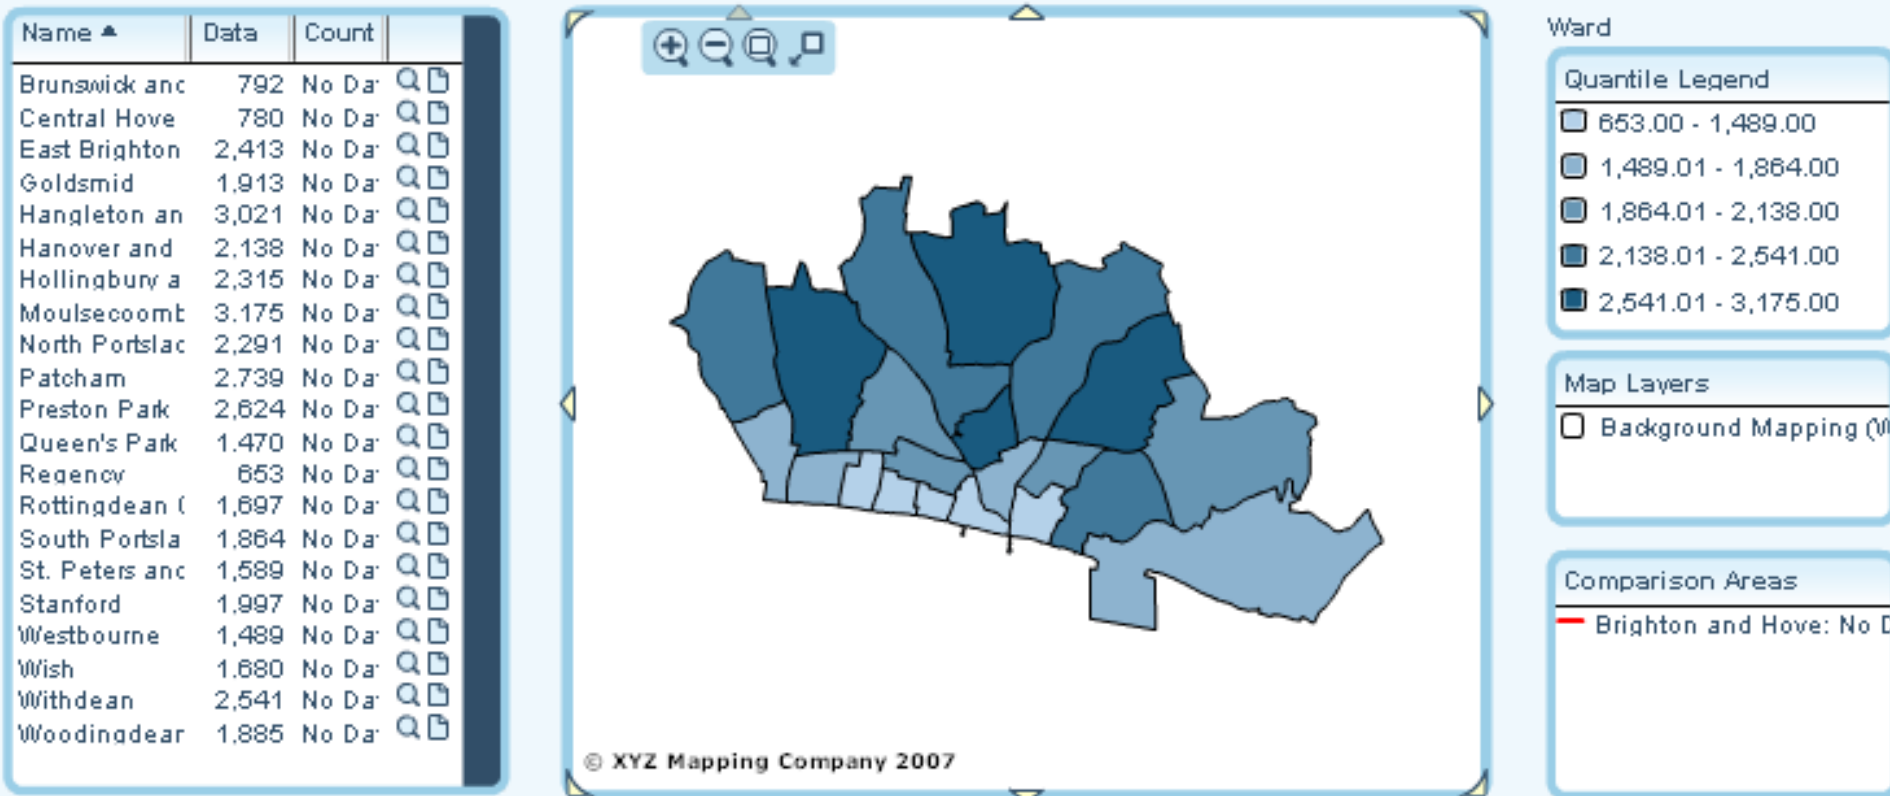 Name Data Count
Brunswick anc 792 No Da
Central Hove 780 No Da
East Brighton 2,413 No Da
Goldsmid 1,913 No Da
Hangleton an 3,021 No Da
Hanover and 2,138 No Da
Hollingbury a 2,315 No Da
Moulsecoomb 3.175 No Da
North Portslac 2,291 No Da
Patcham 2.739 No Da
Preston Park 2,624 No Da
Queen's Park 1.470 No Da
Regency 653 No Da
Rottingdean ( 1,697 No Da
South Portsla 1,864 No Da
St. Peters anc 1,589 No Da
Stanford 1,997 No Da
Westbourne 1,489 No Da
Wish 1.680 No Da
Withdean 2,541 No Da
Woodingdear 1,885 No Da
© XYZ Mapping Company 2007
Ward
Quantile Legend
653.00 - 1,489.00
1,489.01 - 1,864.00
1,864.01 - 2,138.00
2,138.01 - 2,541.00
2,541.01 - 3,175.00
Map Layers
Background Mapping (W
Comparison Areas
Brighton and Hove: No D